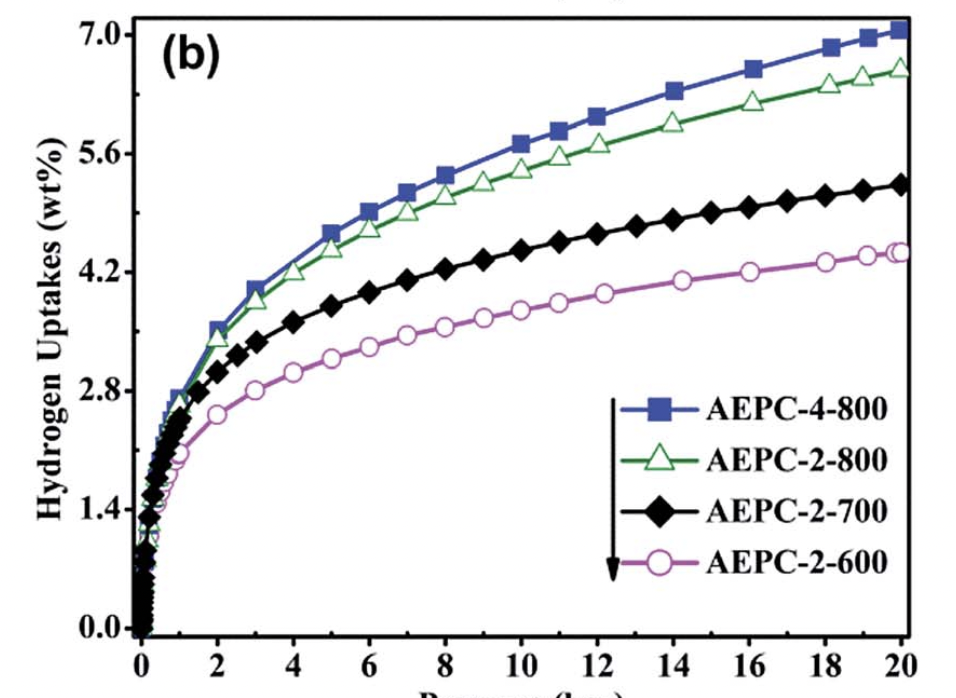 (b)
Hydrogen Uptakes (wt%)
7.0
5.6
4.2
2.8
1.4
0.0
AEPC-4-800
AEPC-2-800
AEPC-2-700
AEPC-2-600
0 2 4 6 8 10 12 14 16 18 20